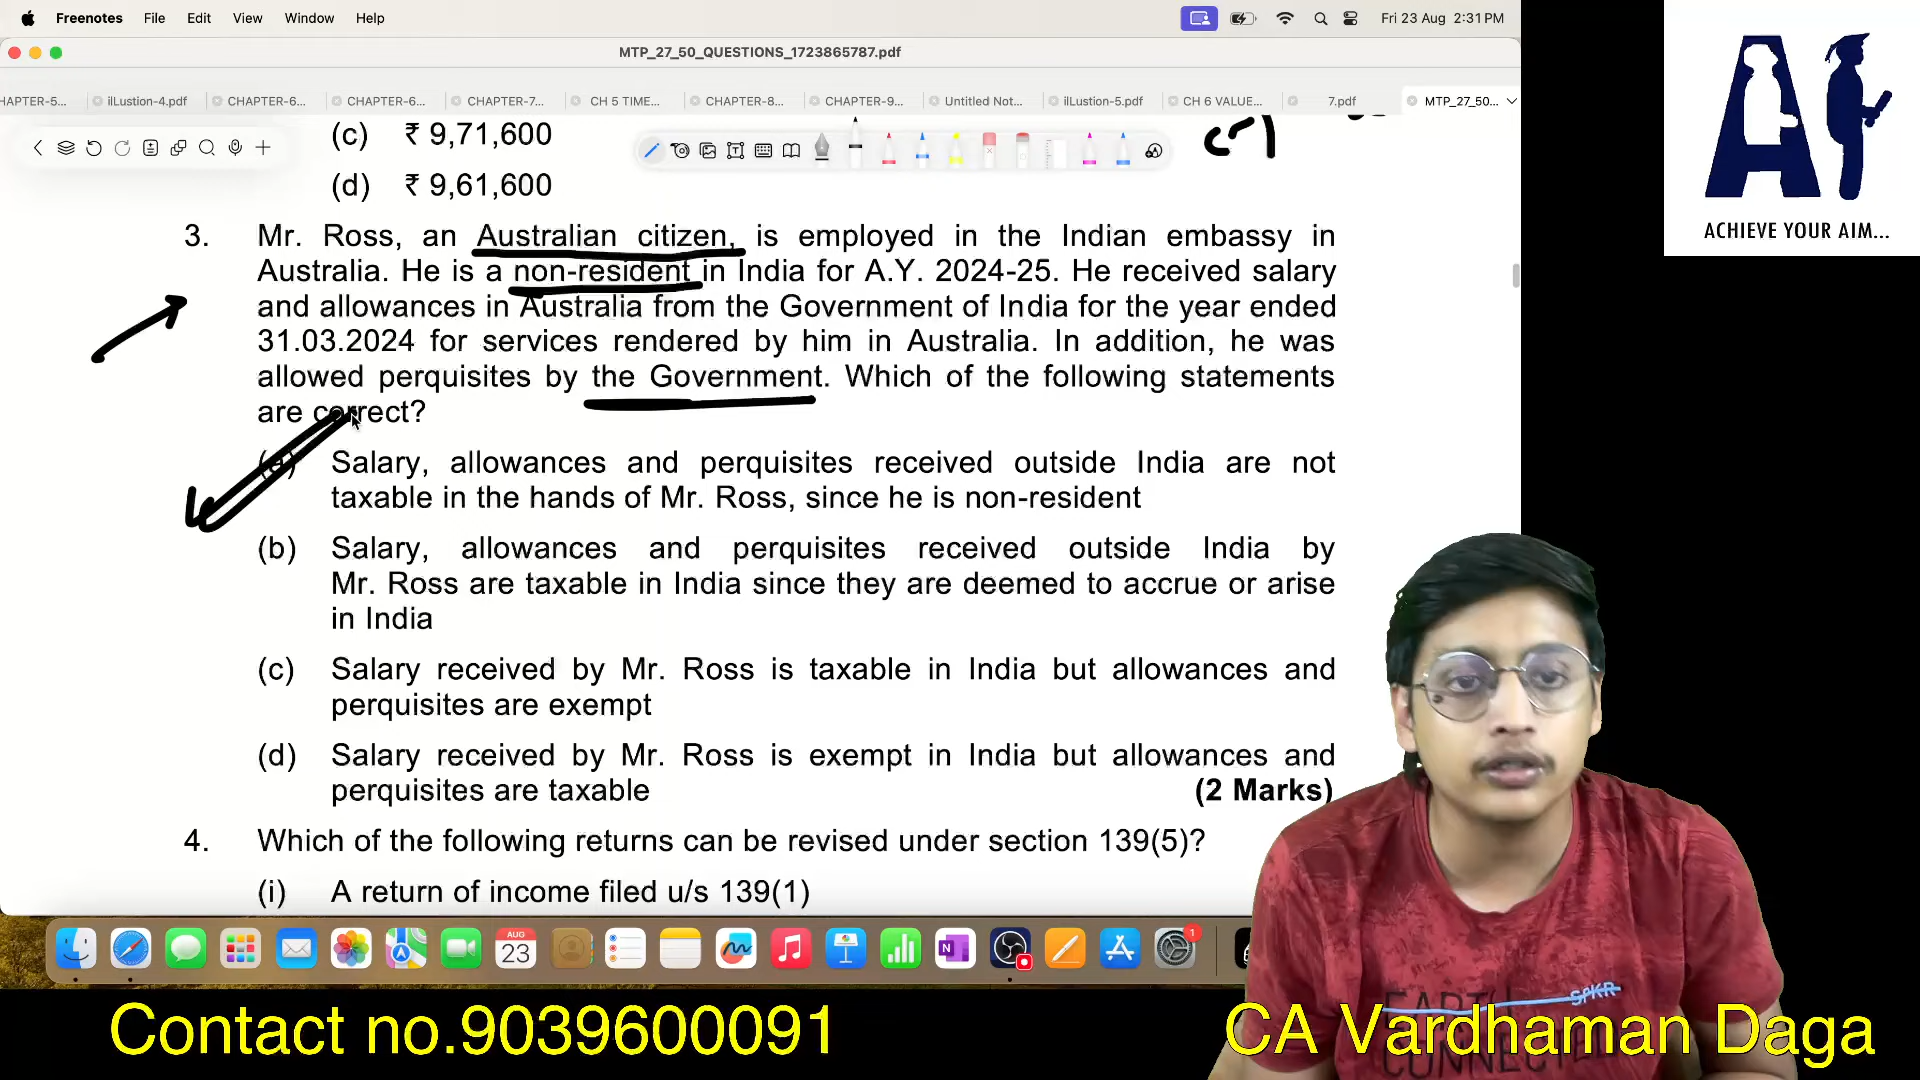 Freenotes File Edit View Window Help Fri 23 Aug 2:31 PM
MTP_27_50_QUESTIONS_1723865787.pdf
HAPTER-5... ilLustion-4.pdf CHAPTER-6... CHAPTER-6... CHAPTER-7... CH 5 TIME... CHAPTER-8... CHAPTER-9... Untitled Not... ilLustion-5.pdf CH 6 VALUE... 7.pdf MTP_27_50...
(c) ₹ 9,71,600
(d) ₹ 9,61,600
3. Mr. Ross, an Australian citizen, is employed in the Indian embassy in
Australia. He is a non-resident in India for A.Y. 2024-25. He received salary
and allowances in Australia from the Government of India for the year ended
31.03.2024 for services rendered by him in Australia. In addition, he was
allowed perquisites by the Government. Which of the following statements
are correct?
(a) Salary, allowances and perquisites received outside India are not
taxable in the hands of Mr. Ross, since he is non-resident
(b) Salary, allowances and perquisites received outside India by
Mr. Ross are taxable in India since they are deemed to accrue or arise
in India
(c) Salary received by Mr. Ross is taxable in India but allowances and
perquisites are exempt
(d) Salary received by Mr. Ross is exempt in India but allowances and
perquisites are taxable (2 Marks)
4. Which of the following returns can be revised under section 139(5)?
(i) A return of income filed u/s 139(1)
ACHIEVE YOUR AIM...
AUG
23
1
SPKR
Contact no.9039600091
CA Vardhaman Daga